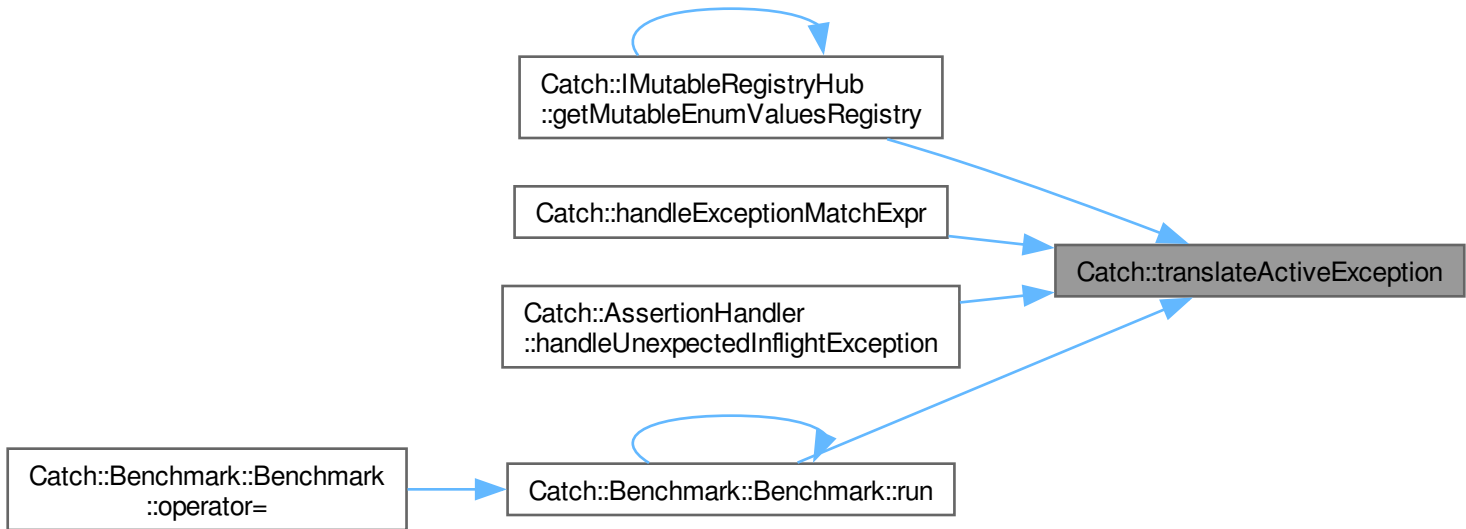 Catch::IMutableRegistryHub
::getMutableEnumValuesRegistry
Catch::handleExceptionMatchExpr
Catch::translateActiveException
Catch::AssertionHandler
::handleUnexpectedInflightException
Catch::Benchmark::Benchmark
::operator=
Catch::Benchmark::Benchmark::run